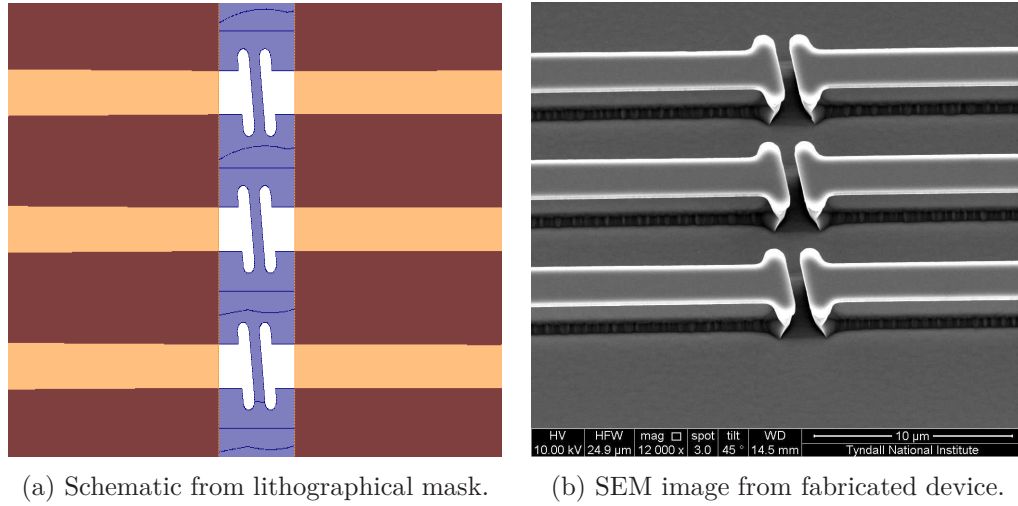 HV HFW mag □ spot tilt WD 10 µm
10.00 kV 24.9 µm 12 000 x 3.0 45 ° 14.5 mm Tyndall National Institute
(a) Schematic from lithographical mask.
(b) SEM image from fabricated device.